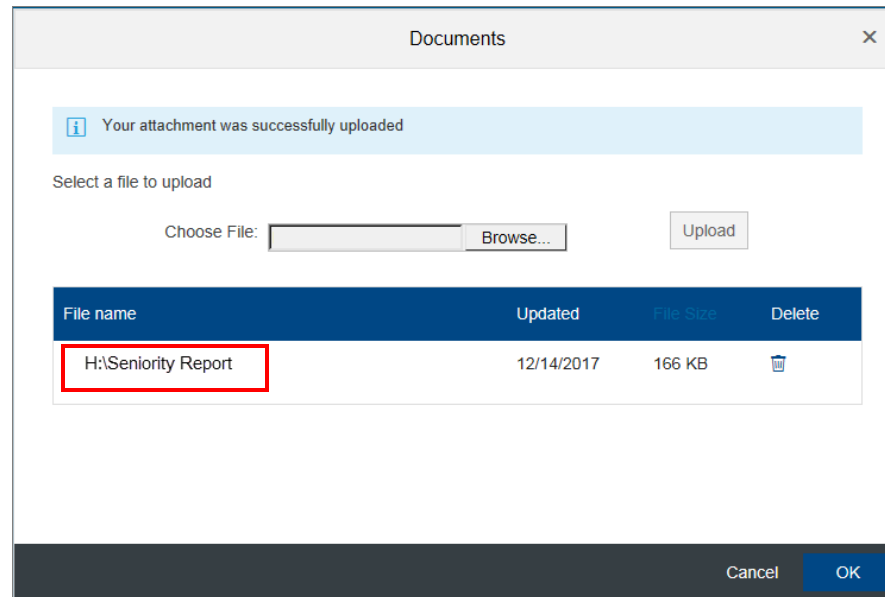 Documents
Your attachment was successfully uploaded
Select a file to upload
Choose File: Browse... Upload
File name Updated File Size Delete
H:\Seniority Report 12/14/2017 166 KB
Cancel OK